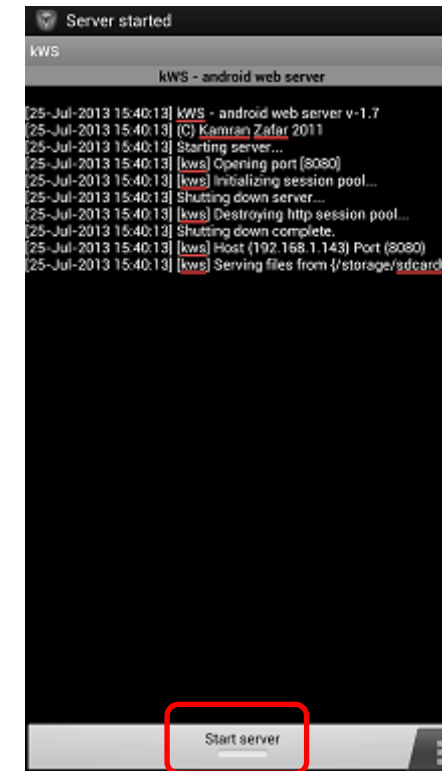 Server started
kWS
kWS - android web server
[25-Jul-2013 15:40:13] kWS - android web server v-1.7
[25-Jul-2013 15:40:13] (C) Kamran Zafar 2011
[25-Jul-2013 15:40:13] Starting server...
[25-Jul-2013 15:40:13] [kws] Opening port [8080]
[25-Jul-2013 15:40:13] [kws] Initializing session pool...
[25-Jul-2013 15:40:13] Shutting down server...
[25-Jul-2013 15:40:13] [kws] Destroying http session pool...
[25-Jul-2013 15:40:13] Shutting down complete.
[25-Jul-2013 15:40:13] [kws] Host {192.168.1.143} Port {8080}
[25-Jul-2013 15:40:13] [kws] Serving files from {/storage/sdcard
Start server